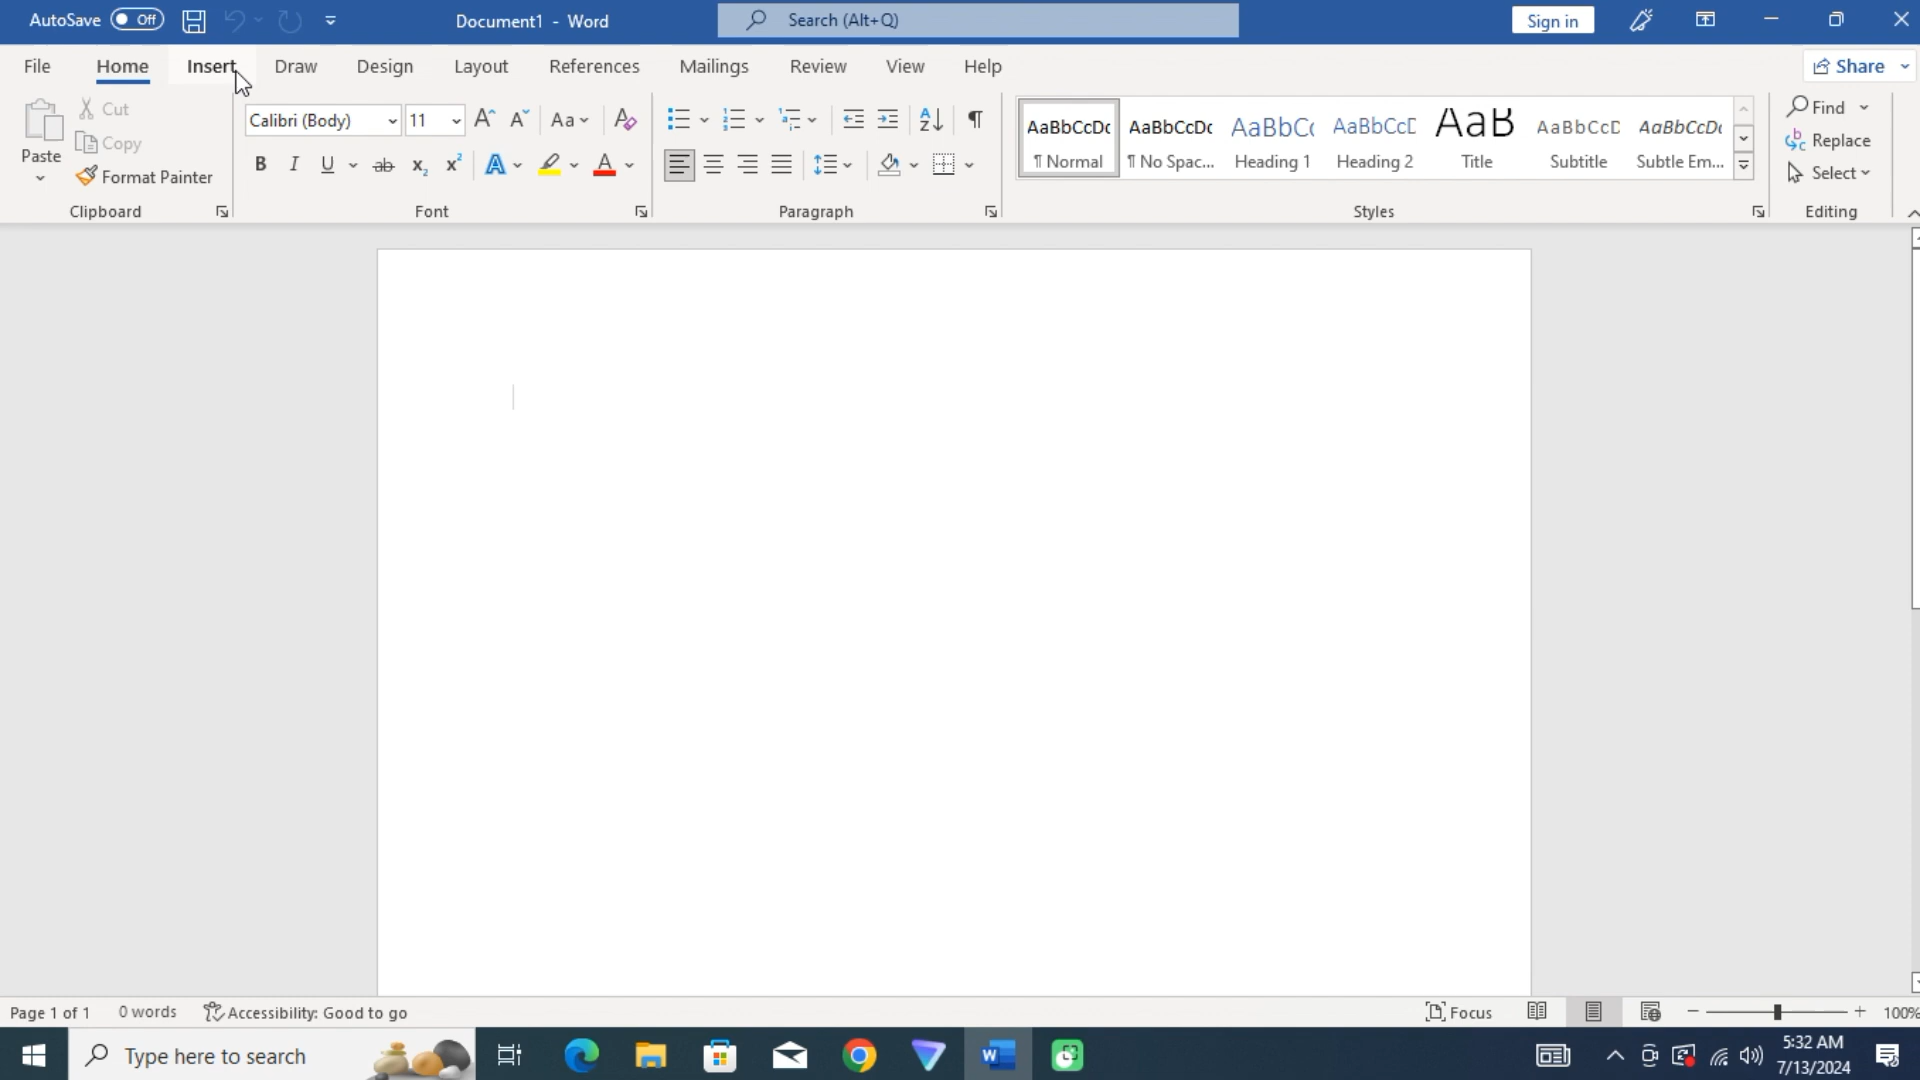 AutoSave Off Document1 - Word Search (Alt+Q) Sign in
File Home Insert Draw Design Layout References Mailings Review View Help Share
Paste Cut Copy Format Painter
Calibri (Body) 11
AaBbCcDc AaBbCcDc AaBbCc AaBbCcD AaB AaBbCcD AaBbCcDc
¶ Normal ¶ No Spac... Heading 1 Heading 2 Title Subtitle Subtle Em...
Find
Replace
Select
Clipboard Font Paragraph Styles Editing
Page 1 of 1 0 words Accessibility: Good to go Focus 100%
Type here to search
5:32 AM
7/13/2024